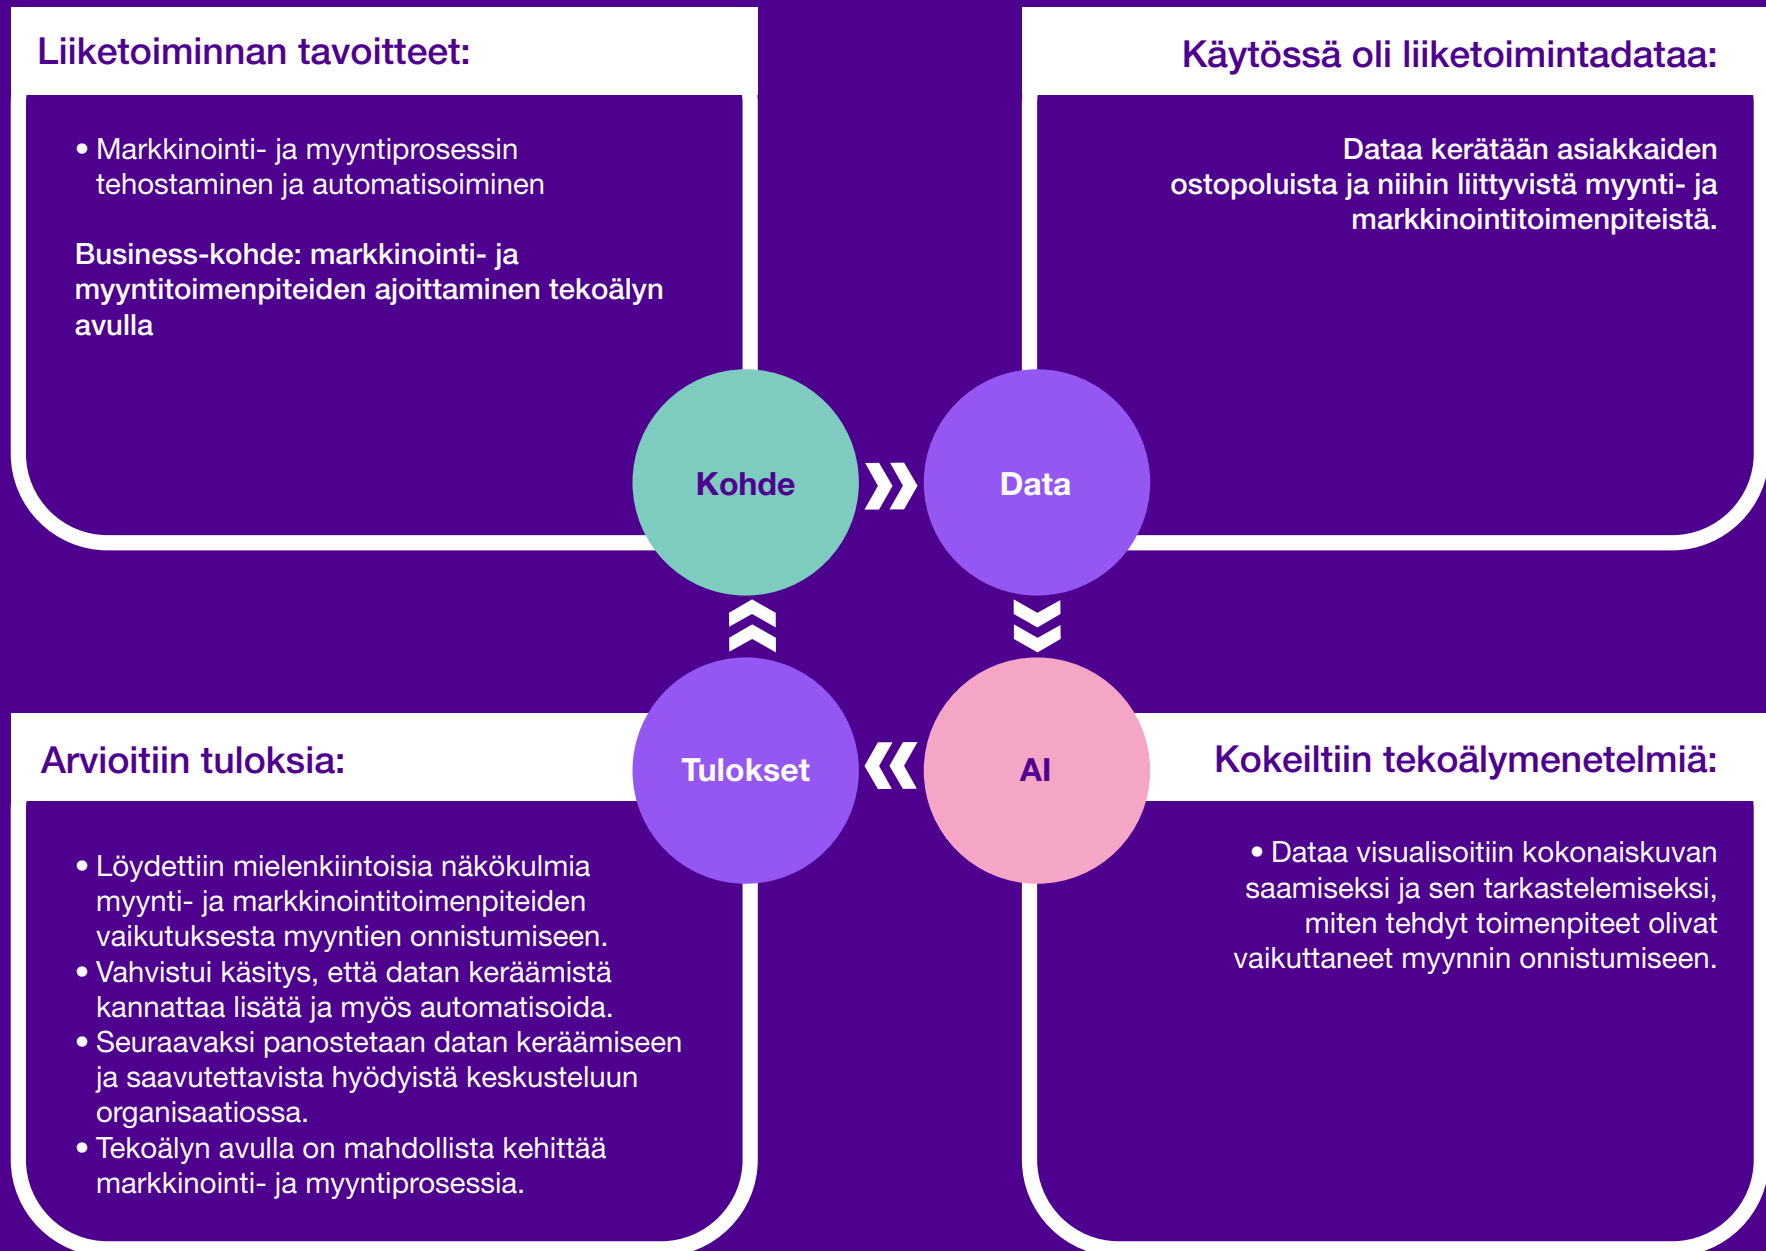 Liiketoiminnan tavoitteet:
• Markkinointi- ja myyntiprosessin
tehostaminen ja automatisoiminen
Business-kohde: markkinointi- ja
myyntitoimenpiteiden ajoittaminen tekoälyn
avulla
Käytössä oli liiketoimintadataa:
Dataa kerätään asiakkaiden
ostopoluista ja niihin liittyvistä myynti- ja
markkinointitoimenpiteistä.
Kohde
Data
Tulokset
AI
Arvioitiin tuloksia:
• Löydettiin mielenkiintoisia näkökulmia
myynti- ja markkinointitoimenpiteiden
vaikutuksesta myyntien onnistumiseen.
• Vahvistui käsitys, että datan keräämistä
kannattaa lisätä ja myös automatisoida.
• Seuraavaksi panostetaan datan keräämiseen
ja saavutettavista hyödyistä keskusteluun
organisaatiossa.
• Tekoälyn avulla on mahdollista kehittää
markkinointi- ja myyntiprosessia.
Kokeiltiin tekoälymenetelmiä:
• Dataa visualisoitiin kokonaiskuvan
saamiseksi ja sen tarkastelemiseksi,
miten tehdyt toimenpiteet olivat
vaikuttaneet myynnin onnistumiseen.